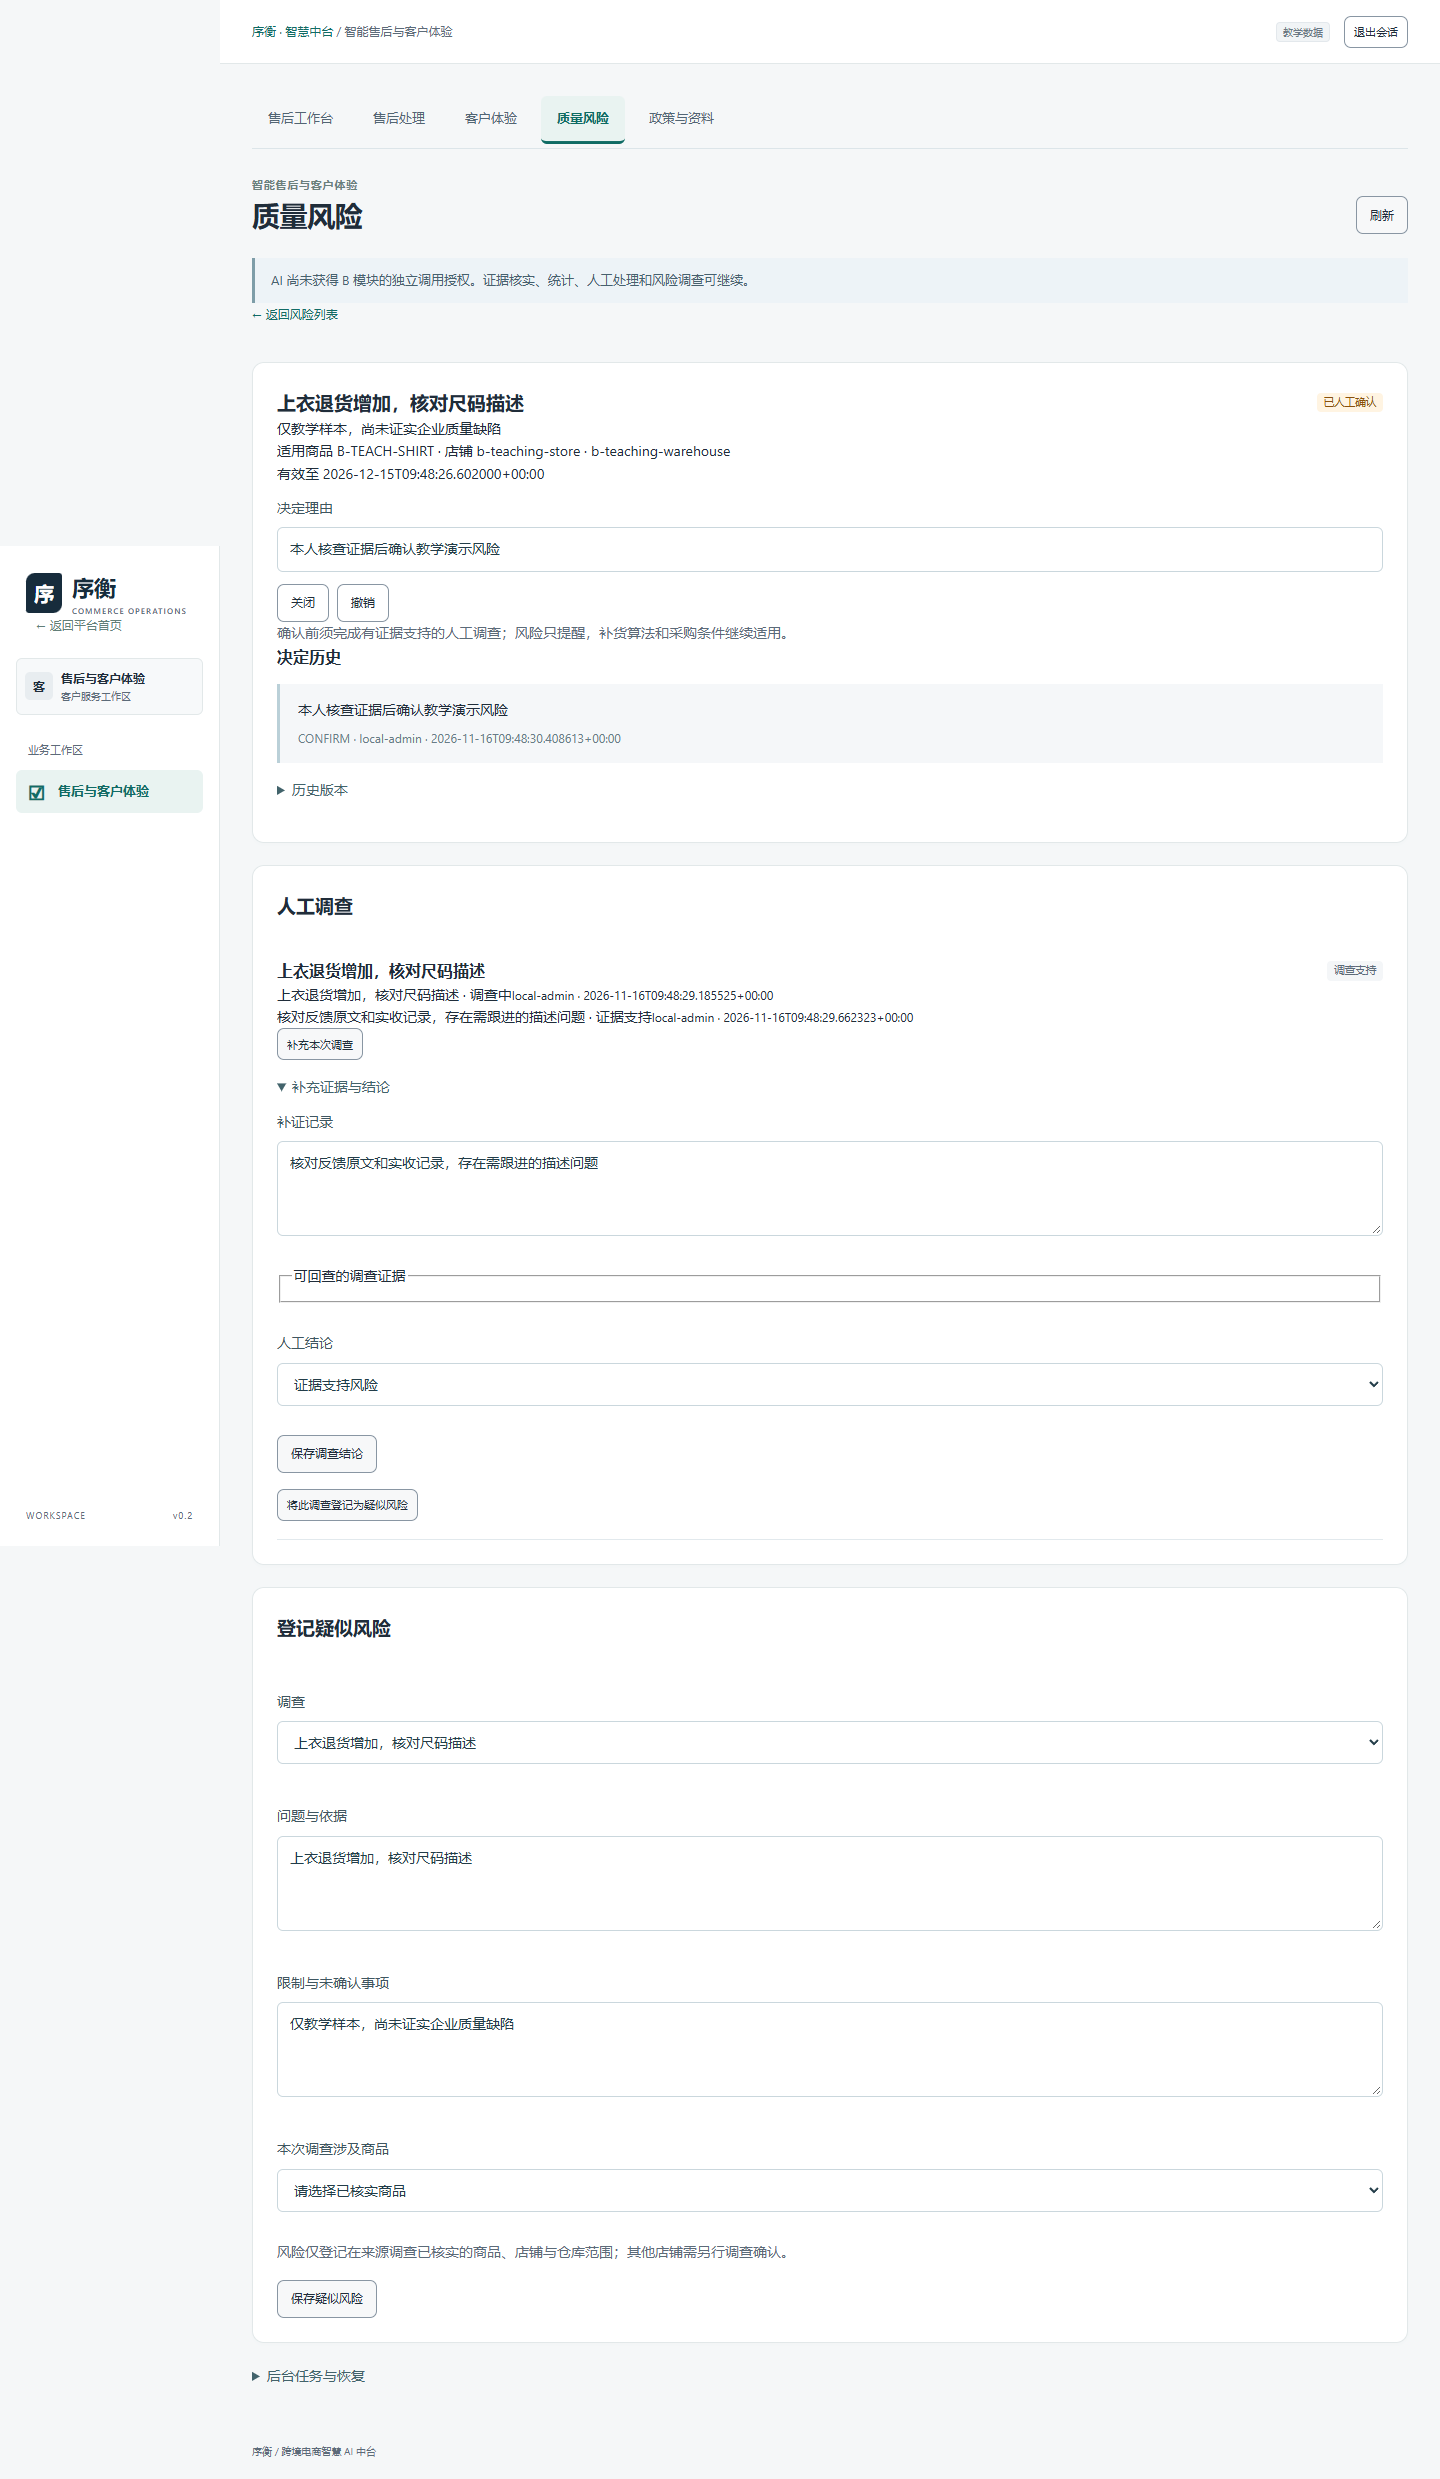 序衡 · 智慧中台 / 智能售后与客户体验
教学数据
退出会话
售后工作台
售后处理
客户体验
质量风险
政策与资料
智能售后与客户体验
质量风险
刷新
AI 尚未获得 B 模块的独立调用授权。证据核实、统计、人工处理和风险调查可继续。
← 返回风险列表
上衣退货增加，核对尺码描述
已人工确认
仅教学样本，尚未证实企业质量缺陷
适用商品 B-TEACH-SHIRT · 店铺 b-teaching-store · b-teaching-warehouse
有效至 2026-12-15T09:48:26.602000+00:00
决定理由
本人核查证据后确认教学演示风险
关闭
撤销
确认前须完成有证据支持的人工调查；风险只提醒，补货算法和采购条件继续适用。
决定历史
本人核查证据后确认教学演示风险
CONFIRM · local-admin · 2026-11-16T09:48:30.408613+00:00
▶ 历史版本
序
序衡
COMMERCE OPERATIONS
← 返回平台首页
客
售后与客户体验
客户服务工作区
业务工作区
售后与客户体验
WORKSPACE
v0.2
人工调查
上衣退货增加，核对尺码描述
调查支持
上衣退货增加，核对尺码描述 · 调查中local-admin · 2026-11-16T09:48:29.185525+00:00
核对反馈原文和实收记录，存在需跟进的描述问题 · 证据支持local-admin · 2026-11-16T09:48:29.662323+00:00
补充本次调查
▼ 补充证据与结论
补证记录
核对反馈原文和实收记录，存在需跟进的描述问题
可回查的调查证据
人工结论
证据支持风险
保存调查结论
将此调查登记为疑似风险
登记疑似风险
调查
上衣退货增加，核对尺码描述
问题与依据
上衣退货增加，核对尺码描述
限制与未确认事项
仅教学样本，尚未证实企业质量缺陷
本次调查涉及商品
请选择已核实商品
风险仅登记在来源调查已核实的商品、店铺与仓库范围；其他店铺需另行调查确认。
保存疑似风险
▶ 后台任务与恢复
序衡 / 跨境电商智慧 AI 中台